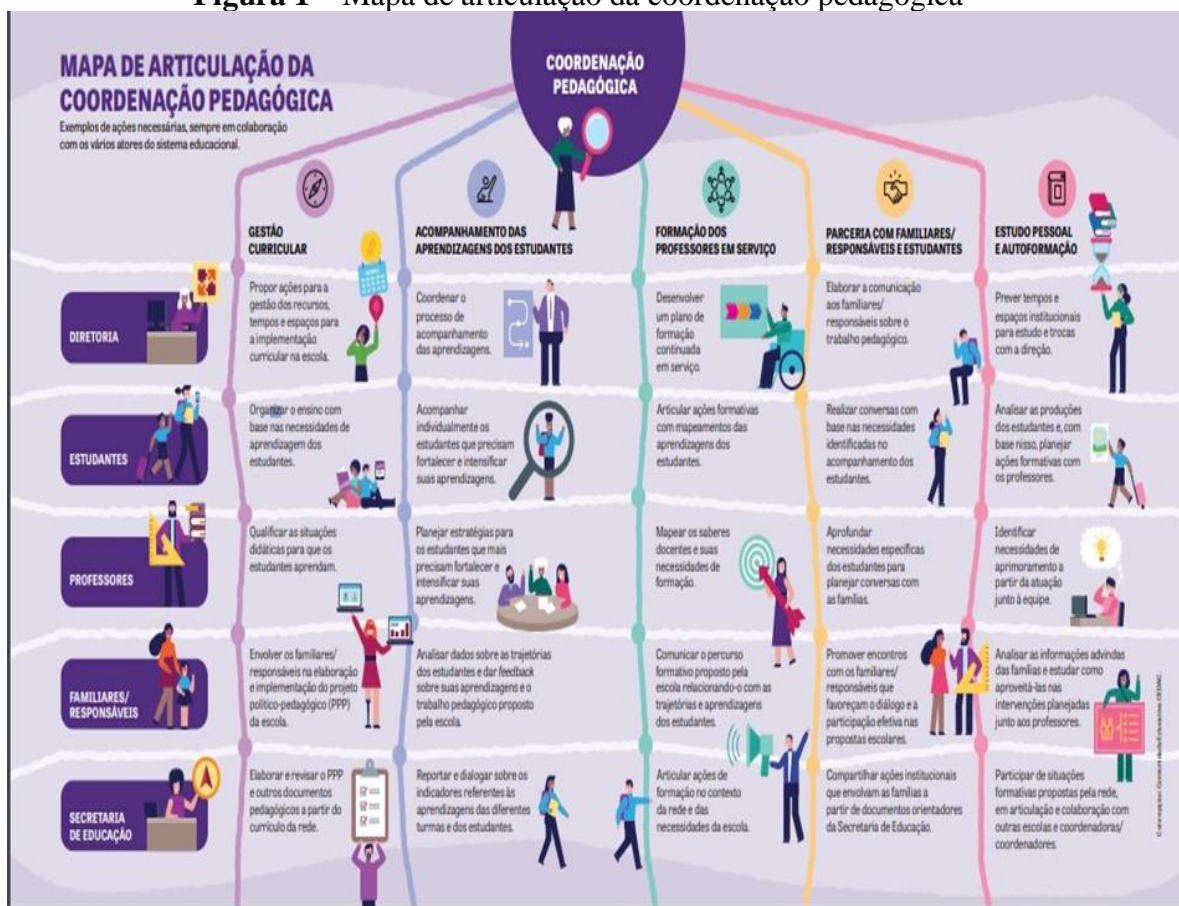 Figura 1 – Mapa de articulação da coordenação pedagógica
MAPA DE ARTICULAÇÃO DA
COORDENAÇÃO PEDAGÓGICA
Exemplos de ações necessárias, sempre em colaboração
com os vários atores do sistema educacional.
COORDENAÇÃO
PEDAGÓGICA
GESTÃO
CURRICULAR
ACOMPANHAMENTO DAS
APRENDIZAGENS DOS ESTUDANTES
FORMAÇÃO DOS
PROFESSORES EM SERVIÇO
PARCERIA COM FAMILIARES/
RESPONSÁVEIS E ESTUDANTES
ESTUDO PESSOAL
E AUTOFORMAÇÃO
DIRETORIA
Propor ações para a
gestão dos recursos,
tempos e espaços para
a implementação
curricular na escola.
Coordenar o
processo de
acompanhamento
das aprendizagens.
Desenvolver
um plano de
formação
continuada
em serviço.
Elaborar a comunicação
aos familiares/
responsáveis sobre o
trabalho pedagógico.
Prever tempos e
espaços institucionais
para estudo e trocas
com a direção.
ESTUDANTES
Organizar o ensino com
base nas necessidades de
aprendizagem dos
estudantes.
Acompanhar
individualmente os
estudantes que precisam
fortalecer e intensificar
suas aprendizagens.
Articular ações formativas
com mapeamentos das
aprendizagens dos
estudantes.
Realizar conversas com
base nas necessidades
identificadas no
acompanhamento dos
estudantes.
Analisar as produções
dos estudantes e, com
base nisso, planejar
ações formativas com
os professores.
PROFESSORES
Qualificar as situações
didáticas para que os
estudantes aprendam.
Planejar estratégias para
os estudantes que mais
precisam fortalecer e
intensificar suas
aprendizagens.
Mapear os saberes
docentes e suas
necessidades de
formação.
Aprofundar
necessidades específicas
dos estudantes para
planejar conversas com
as famílias.
Identificar
necessidades de
aprimoramento a
partir da atuação
junto à equipe.
FAMILIARES/
RESPONSÁVEIS
Envolver os familiares/
responsáveis na elaboração
e implementação do projeto
político-pedagógico (PPP)
da escola.
Analisar dados sobre as trajetórias
dos estudantes e dar feedback
sobre suas aprendizagens e o
trabalho pedagógico proposto
pela escola.
Comunicar o percurso
formativo proposto pela
escola relacionando-o com as
trajetórias e aprendizagens
dos estudantes.
Promover encontros
com os familiares/
responsáveis que
favoreçam o diálogo e a
participação efetiva nas
propostas escolares.
Analisar as informações advindas
das famílias e estudar como
aproveitá-las nas
intervenções planejadas
junto aos professores.
SECRETARIA
DE EDUCAÇÃO
Elaborar e revisar o PPP
e outros documentos
pedagógicos a partir do
currículo da rede.
Reportar e dialogar sobre os
indicadores referentes às
aprendizagens das diferentes
turmas e dos estudantes.
Articular ações de
formação no contexto
da rede e das
necessidades da escola.
Compartilhar ações institucionais
que envolvam as famílias a
partir de documentos orientadores
da Secretaria de Educação.
Participar de situações
formativas propostas pela rede,
em articulação e colaboração com
outras escolas e coordenadoras/
coordenadores.
CEDAC.